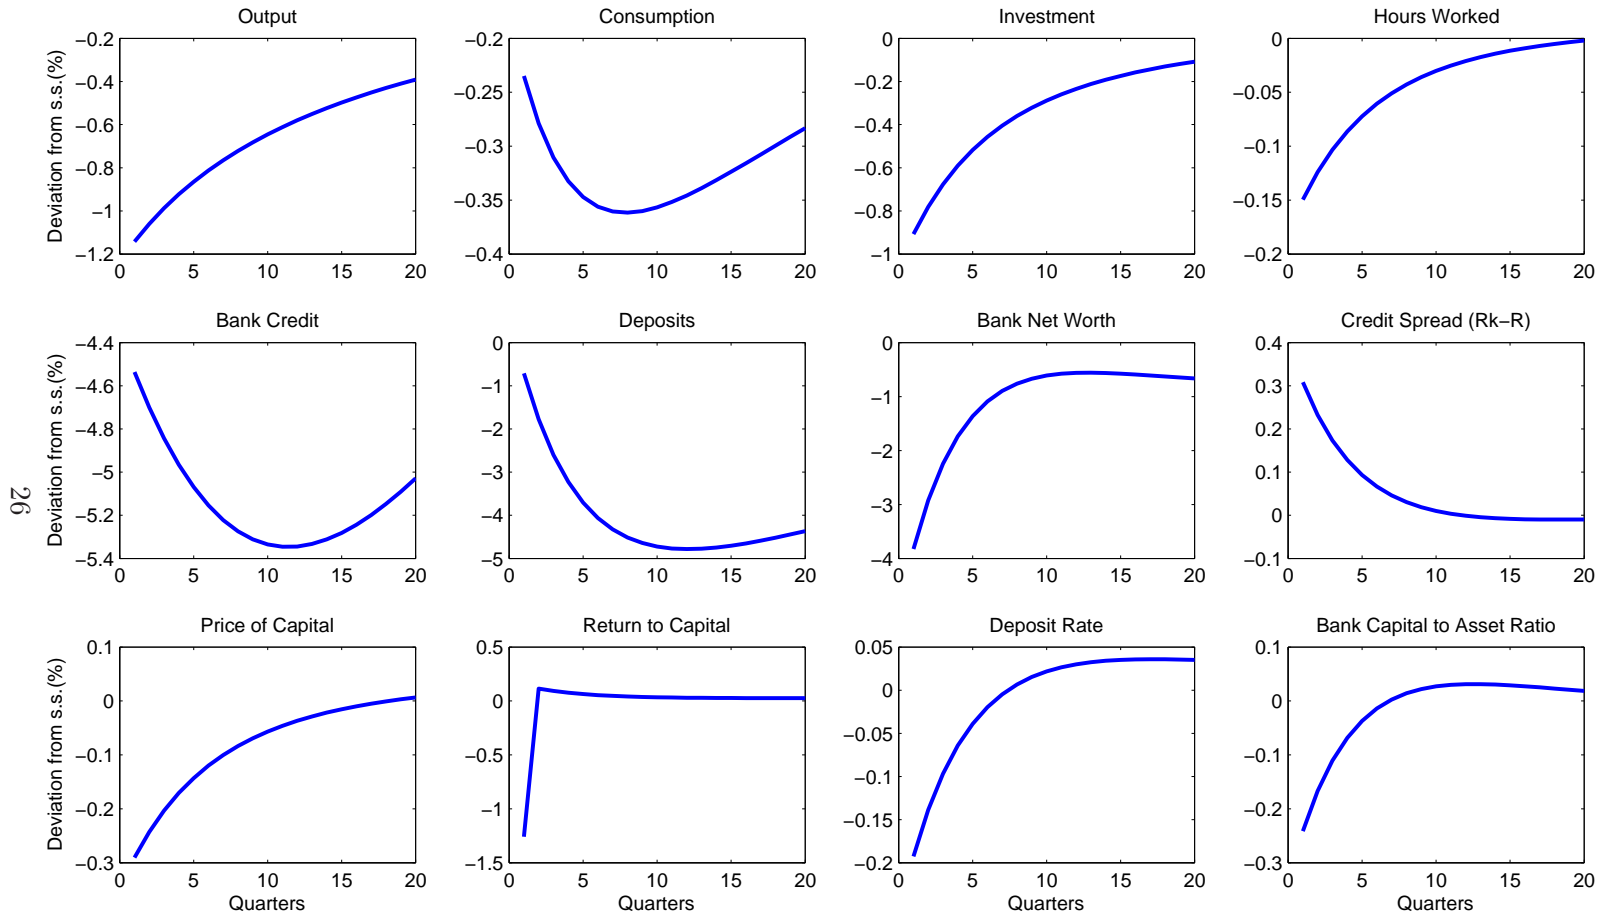 Output
Consumption
Investment
Hours Worked
Deviation from s.s.(%)
−0.2
−0.4
−0.6
−0.8
−1
−1.2
0 5 10 15 20
−0.2
−0.25
−0.3
−0.35
−0.4
0 5 10 15 20
0
−0.2
−0.4
−0.6
−0.8
−1
0 5 10 15 20
0
−0.05
−0.1
−0.15
−0.2
0 5 10 15 20
Bank Credit
Deposits
Bank Net Worth
Credit Spread (Rk−R)
Deviation from s.s.(%)
−4.4
−4.6
−4.8
−5
−5.2
−5.4
0 5 10 15 20
0
−1
−2
−3
−4
−5
0 5 10 15 20
0
−1
−2
−3
−4
0 5 10 15 20
0.4
0.3
0.2
0.1
0
−0.1
0 5 10 15 20
26
Price of Capital
Return to Capital
Deposit Rate
Bank Capital to Asset Ratio
Deviation from s.s.(%)
0.1
0
−0.1
−0.2
−0.3
0 5 10 15 20
Quarters
0.5
0
−0.5
−1
−1.5
0 5 10 15 20
Quarters
0.05
0
−0.05
−0.1
−0.15
−0.2
0 5 10 15 20
Quarters
0.1
0
−0.1
−0.2
−0.3
0 5 10 15 20
Quarters